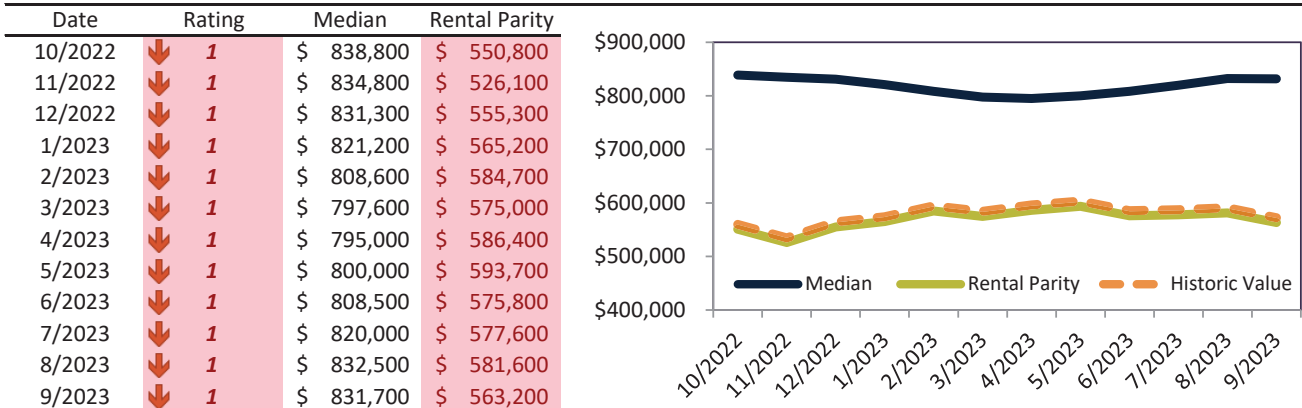 Date Rating Median Rental Parity
10/2022 1 $ 838,800 $ 550,800
11/2022 1 $ 834,800 $ 526,100
12/2022 1 $ 831,300 $ 555,300
1/2023 1 $ 821,200 $ 565,200
2/2023 1 $ 808,600 $ 584,700
3/2023 1 $ 797,600 $ 575,000
4/2023 1 $ 795,000 $ 586,400
5/2023 1 $ 800,000 $ 593,700
6/2023 1 $ 808,500 $ 575,800
7/2023 1 $ 820,000 $ 577,600
8/2023 1 $ 832,500 $ 581,600
9/2023 1 $ 831,700 $ 563,200
$900,000
$800,000
$700,000
$600,000
$500,000
$400,000
Median Rental Parity Historic Value
10/2022 11/2022 12/2022 1/2023 2/2023 3/2023 4/2023 5/2023 6/2023 7/2023 8/2023 9/2023